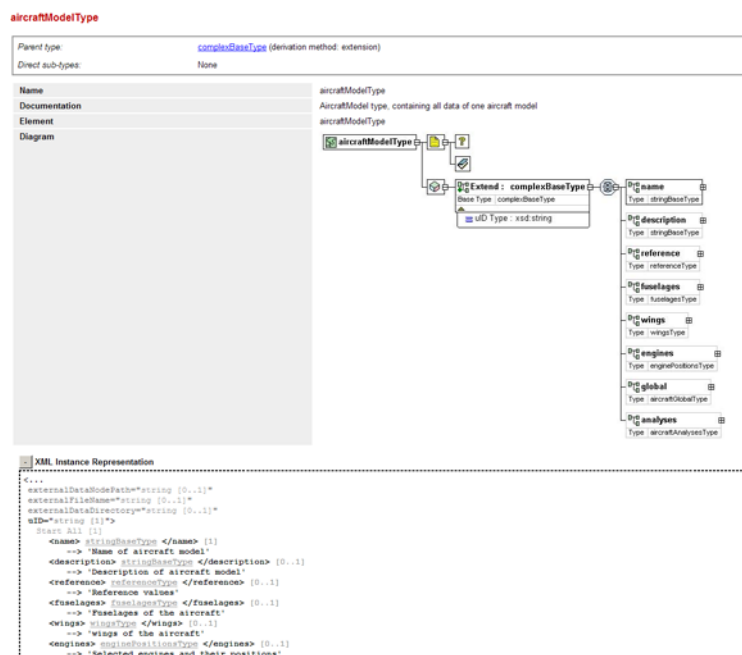 aircraftModelType
Parent type: complexBaseType (derivation method: extension)
Direct sub-types: None
Name aircraftModelType
Documentation AircraftModel type, containing all data of one aircraft model
Element aircraftModelType
Diagram
aircraftModelType ?
Extend : complexBaseType
Base Type complexBaseType
uID Type : xsd:string
name
Type stringBaseType
description
Type stringBaseType
reference
Type referenceType
fuselages
Type fuselagesType
wings
Type wingsType
engines
Type enginePositionsType
global
Type aircraftGlobalType
analyses
Type aircraftAnalysesType
- XML Instance Representation
<...
externalDataNodePath="string [0..1]"
externalFileName="string [0..1]"
externalDataDirectory="string [0..1]"
uID="string [1]">
Start All [1]
<name> stringBaseType </name> [1]
--> 'Name of aircraft model'
<description> stringBaseType </description> [0..1]
--> 'Description of aircraft model'
<reference> referenceType </reference> [0..1]
--> 'Reference values'
<fuselages> fuselagesType </fuselages> [0..1]
--> 'Fuselages of the aircraft'
<wings> wingsType </wings> [0..1]
--> 'wings of the aircraft'
<engines> enginePositionsType </engines> [0..1]
--> 'Selected engines and their positions'